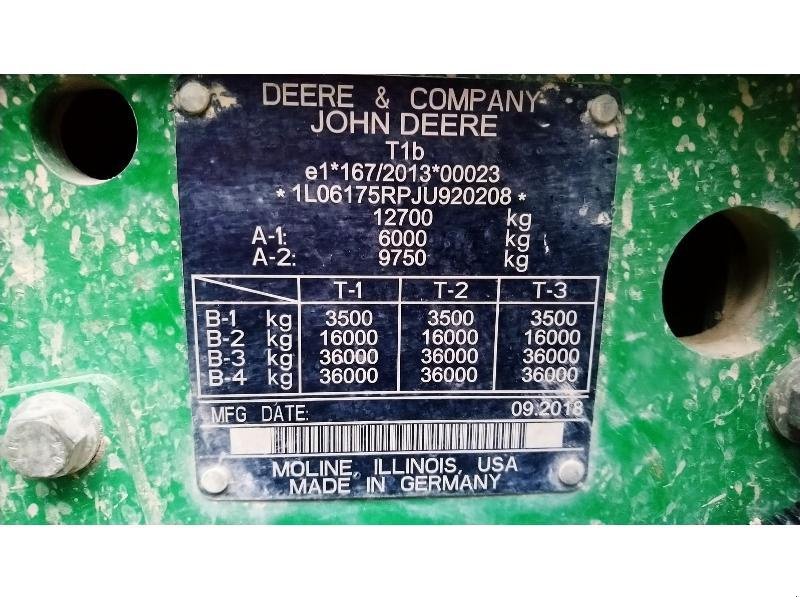 DEERE & COMPANY
JOHN DEERE
T1b
e1*167/2013*00023
*1L06175RPJU920208*
12700 kg
A-1: 6000 kg
A-2: 9750 kg
T-1 T-2 T-3
B-1 kg 3500 3500 3500
B-2 kg 16000 16000 16000
B-3 kg 36000 36000 36000
B-4 kg 36000 36000 36000
MFG DATE: 09.2018
MOLINE, ILLINOIS, USA
MADE IN GERMANY